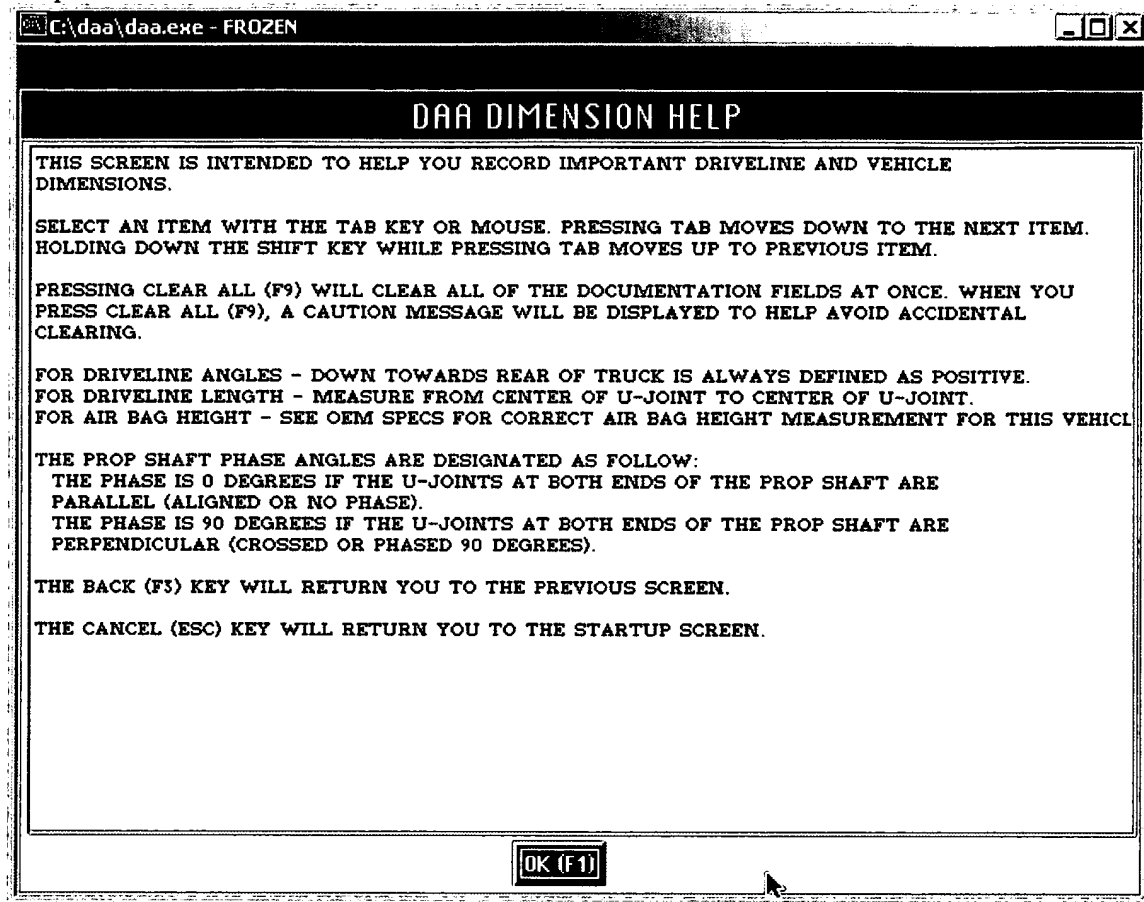 C:\daa\daa.exe - FROZEN
DAA DIMENSION HELP
THIS SCREEN IS INTENDED TO HELP YOU RECORD IMPORTANT DRIVELINE AND VEHICLE
DIMENSIONS.
SELECT AN ITEM WITH THE TAB KEY OR MOUSE. PRESSING TAB MOVES DOWN TO THE NEXT ITEM.
HOLDING DOWN THE SHIFT KEY WHILE PRESSING TAB MOVES UP TO PREVIOUS ITEM.
PRESSING CLEAR ALL (F9) WILL CLEAR ALL OF THE DOCUMENTATION FIELDS AT ONCE. WHEN YOU
PRESS CLEAR ALL (F9), A CAUTION MESSAGE WILL BE DISPLAYED TO HELP AVOID ACCIDENTAL
CLEARING.
FOR DRIVELINE ANGLES - DOWN TOWARDS REAR OF TRUCK IS ALWAYS DEFINED AS POSITIVE.
FOR DRIVELINE LENGTH - MEASURE FROM CENTER OF U-JOINT TO CENTER OF U-JOINT.
FOR AIR BAG HEIGHT - SEE OEM SPECS FOR CORRECT AIR BAG HEIGHT MEASUREMENT FOR THIS VEHICL
THE PROP SHAFT PHASE ANGLES ARE DESIGNATED AS FOLLOW:
THE PHASE IS 0 DEGREES IF THE U-JOINTS AT BOTH ENDS OF THE PROP SHAFT ARE
PARALLEL (ALIGNED OR NO PHASE).
THE PHASE IS 90 DEGREES IF THE U-JOINTS AT BOTH ENDS OF THE PROP SHAFT ARE
PERPENDICULAR (CROSSED OR PHASED 90 DEGREES).
THE BACK (F3) KEY WILL RETURN YOU TO THE PREVIOUS SCREEN.
THE CANCEL (ESC) KEY WILL RETURN YOU TO THE STARTUP SCREEN.
OK (F1)